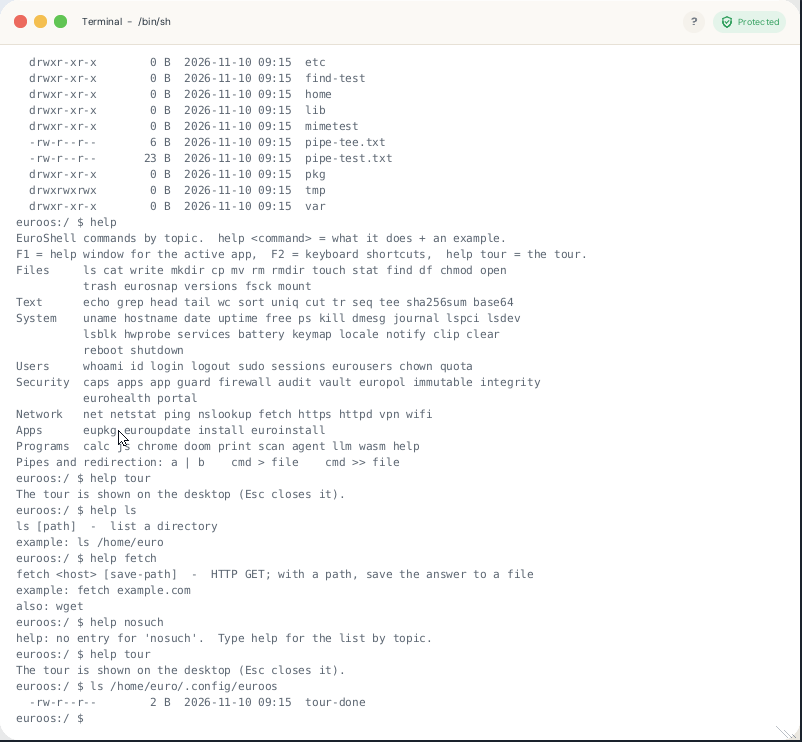 Terminal - /bin/sh
?
Protected
drwxr-xr-x        0 B  2026-11-10 09:15  etc
drwxr-xr-x        0 B  2026-11-10 09:15  find-test
drwxr-xr-x        0 B  2026-11-10 09:15  home
drwxr-xr-x        0 B  2026-11-10 09:15  lib
drwxr-xr-x        0 B  2026-11-10 09:15  mimetest
-rw-r--r--        6 B  2026-11-10 09:15  pipe-tee.txt
-rw-r--r--       23 B  2026-11-10 09:15  pipe-test.txt
drwxr-xr-x        0 B  2026-11-10 09:15  pkg
drwxrwxrwx        0 B  2026-11-10 09:15  tmp
drwxr-xr-x        0 B  2026-11-10 09:15  var
euroos:/ $ help
EuroShell commands by topic.  help <command> = what it does + an example.
F1 = help window for the active app,  F2 = keyboard shortcuts,  help tour = the tour.
Files     ls cat write mkdir cp mv rm rmdir touch stat find df chmod open
          trash eurosnap versions fsck mount
Text      echo grep head tail wc sort uniq cut tr seq tee sha256sum base64
System    uname hostname date uptime free ps kill dmesg journal lspci lsdev
          lsblk hwprobe services battery keymap locale notify clip clear
          reboot shutdown
Users     whoami id login logout sudo sessions eurousers chown quota
Security  caps apps app guard firewall audit vault europol immutable integrity
          eurohealth portal
Network   net netstat ping nslookup fetch https httpd vpn wifi
Apps      eupkg euroupdate install euroinstall
Programs  calc js chrome doom print scan agent llm wasm help
Pipes and redirection: a | b    cmd > file    cmd >> file
euroos:/ $ help tour
The tour is shown on the desktop (Esc closes it).
euroos:/ $ help ls
ls [path]  -  list a directory
example: ls /home/euro
euroos:/ $ help fetch
fetch <host> [save-path]  -  HTTP GET; with a path, save the answer to a file
example: fetch example.com
also: wget
euroos:/ $ help nosuch
help: no entry for 'nosuch'.  Type help for the list by topic.
euroos:/ $ help tour
The tour is shown on the desktop (Esc closes it).
euroos:/ $ ls /home/euro/.config/euroos
-rw-r--r--        2 B  2026-11-10 09:15  tour-done
euroos:/ $